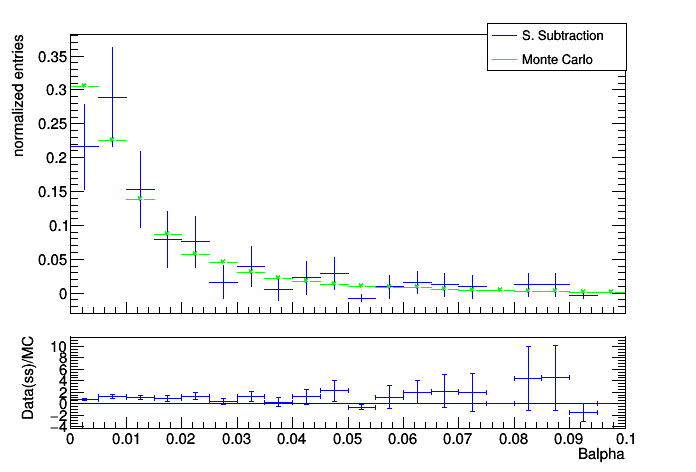 S. Subtraction
Monte Carlo
normalized entries
0.35
0.3
0.25
0.2
0.15
0.1
0.05
0
Data(ss)/MC
10
8
6
4
2
0
−2
−4
0 0.01 0.02 0.03 0.04 0.05 0.06 0.07 0.08 0.09 0.1
Balpha